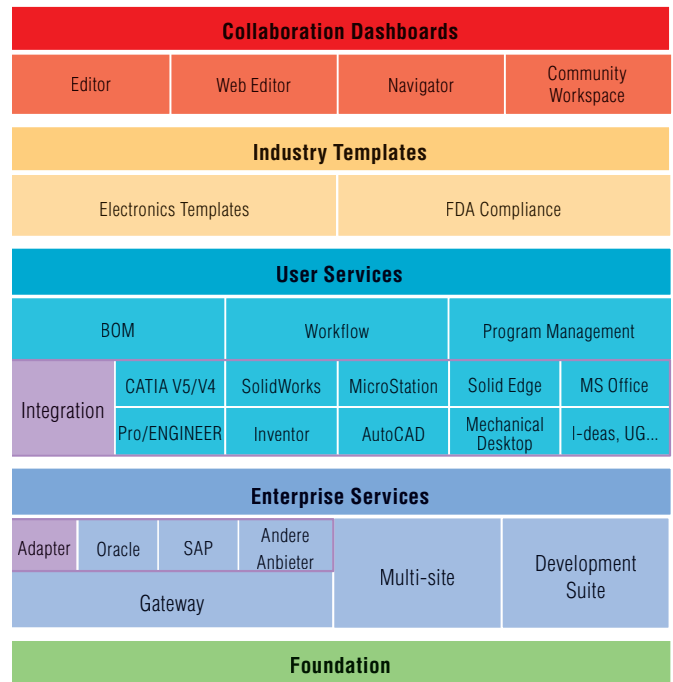 Collaboration Dashboards
Editor
Web Editor
Navigator
Community
Workspace
Industry Templates
Electronics Templates
FDA Compliance
User Services
BOM
Workflow
Program Management
Integration
CATIA V5/V4
SolidWorks
MicroStation
Solid Edge
MS Office
Pro/ENGINEER
Inventor
AutoCAD
Mechanical
Desktop
I-deas, UG...
Enterprise Services
Adapter
Oracle
SAP
Andere
Anbieter
Multi-site
Development
Suite
Gateway
Foundation